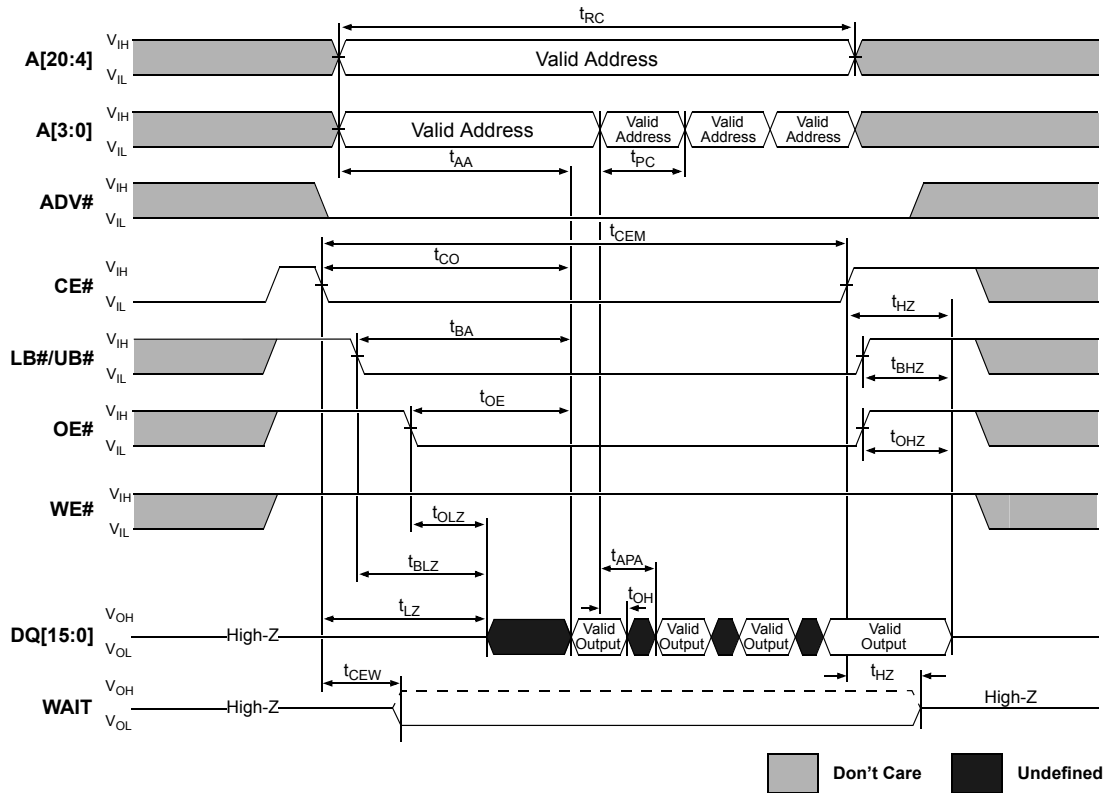 tRC
VIH
A[20:4]
VIL
Valid Address
VIH
A[3:0]
VIL
Valid Address
Valid Address
Valid Address
Valid Address
tAA
tPC
VIH
ADV#
VIL
tCEM
tCO
VIH
CE#
VIL
tHZ
tBA
VIH
LB#/UB#
VIL
tBHZ
tOE
VIH
OE#
VIL
tOHZ
VIH
WE#
VIL
tOLZ
tBLZ
tAPA
tLZ
tOH
VOH
DQ[15:0]
VOL
High-Z
Valid Output
Valid Output
Valid Output
Valid Output
tCEW
tHZ
VOH
WAIT
VOL
High-Z
High-Z
Don't Care
Undefined